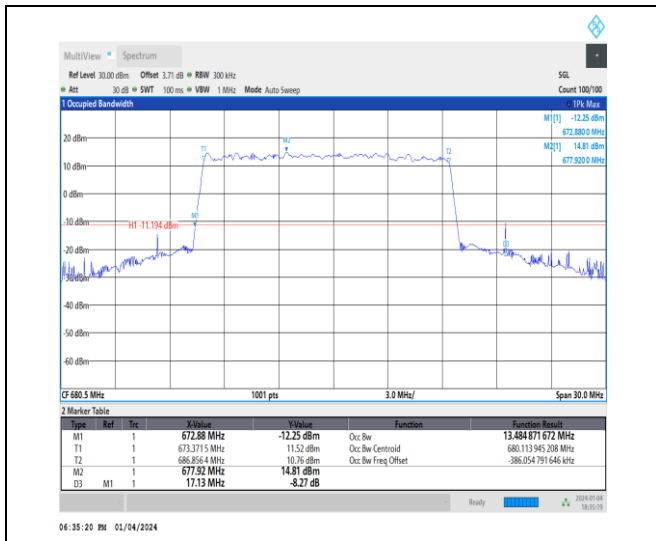 MultiView Spectrum
Ref Level 30.00 dBm Offset 3.71 dB RBW 300 kHz SGL
Att 30 dB SWT 100 ms VBW 1 MHz Mode Auto Sweep Count 100/100
1 Occupied Bandwidth 1Pk Max
M1[1] -12.25 dBm
672.880 0 MHz
M2[1] 14.81 dBm
677.920 0 MHz
20 dBm
T1 M2 T2
10 dBm
0 dBm
M1
-10 dBm
H1 -11.194 dBm
-20 dBm
D3
-30 dBm
-40 dBm
-50 dBm
-60 dBm
CF 680.5 MHz 1001 pts 3.0 MHz/ Span 30.0 MHz
2 Marker Table
Type Ref Trc X-Value Y-Value Function Function Result
M1 1 672.88 MHz -12.25 dBm Occ Bw 13.484 871 672 MHz
T1 1 673.371 5 MHz 11.52 dBm Occ Bw Centroid 680.113 945 208 MHz
T2 1 686.856 4 MHz 10.76 dBm Occ Bw Freq Offset -386.054 791 646 kHz
M2 1 677.92 MHz 14.81 dBm
D3 M1 1 17.13 MHz -8.27 dB
Ready 2024-01-04
18:35:19
06:35:20 PM 01/04/2024